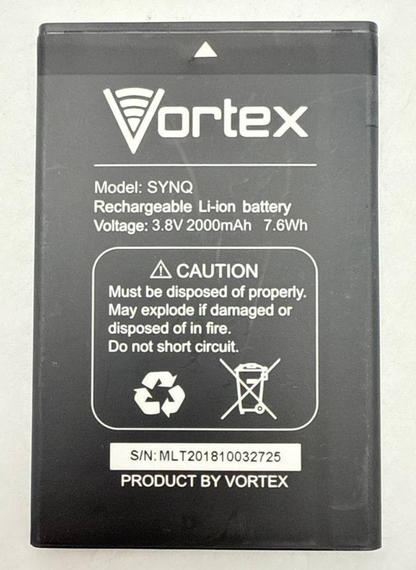 Vortex
Model: SYNQ
Rechargeable Li-ion battery
Voltage: 3.8V 2000mAh 7.6Wh
CAUTION
Must be disposed of properly.
May explode if damaged or
disposed of in fire.
Do not short circuit.
S/N: MLT201810032725
PRODUCT BY VORTEX